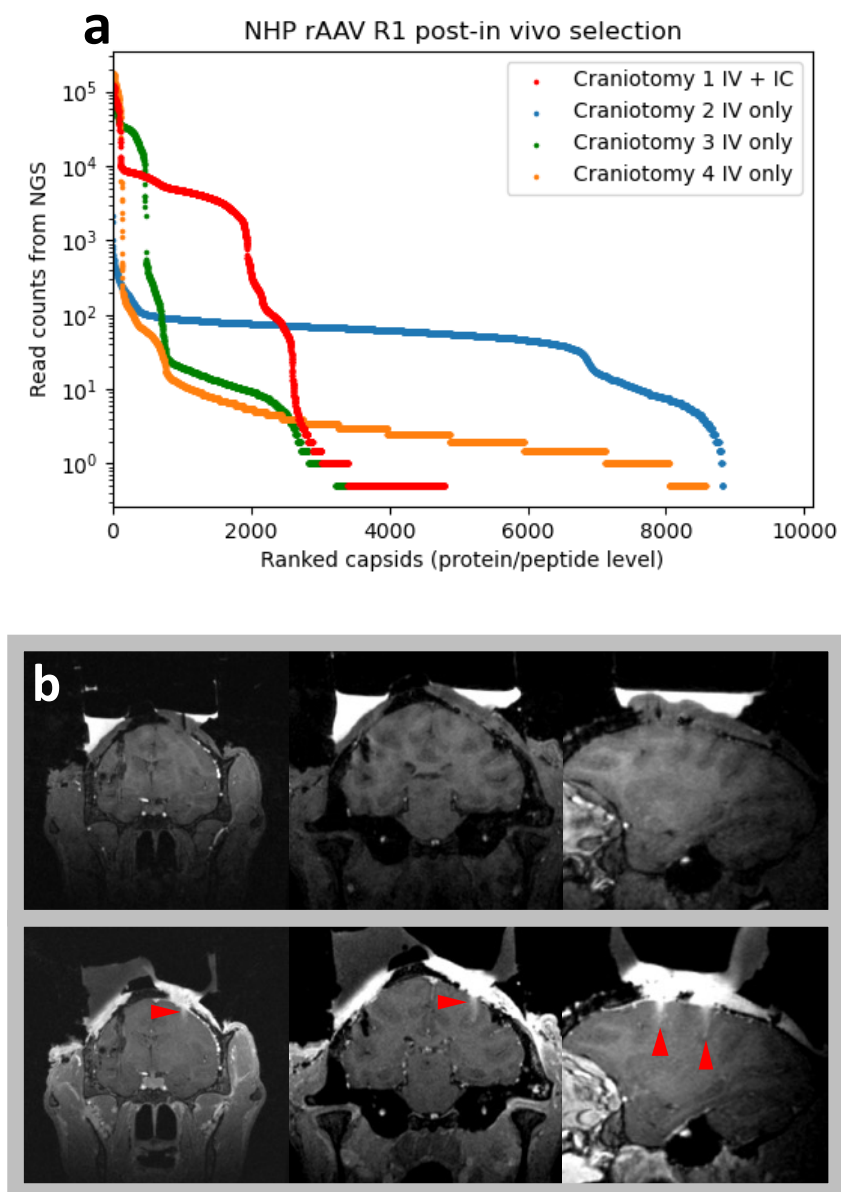 a
NHP rAAV R1 post-in vivo selection
Craniotomy 1 IV + IC
Craniotomy 2 IV only
Craniotomy 3 IV only
Craniotomy 4 IV only
Read counts from NGS
10⁵
10⁴
10³
10²
10¹
10⁰
0 2000 4000 6000 8000 10000
Ranked capsids (protein/peptide level)
b